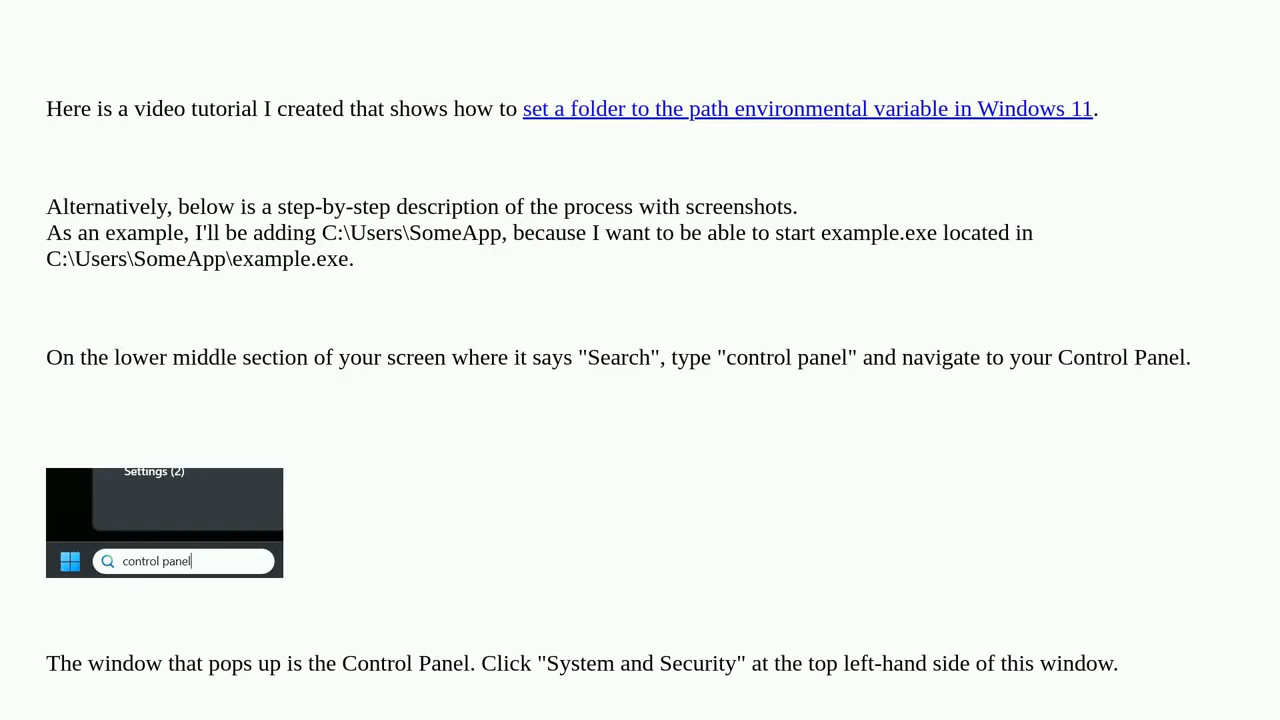 Here is a video tutorial I created that shows how to set a folder to the path environmental variable in Windows 11.
Alternatively, below is a step-by-step description of the process with screenshots.
As an example, I'll be adding C:\Users\SomeApp, because I want to be able to start example.exe located in
C:\Users\SomeApp\example.exe.
On the lower middle section of your screen where it says "Search", type "control panel" and navigate to your Control Panel.
Settings (2)
control panel
The window that pops up is the Control Panel. Click "System and Security" at the top left-hand side of this window.